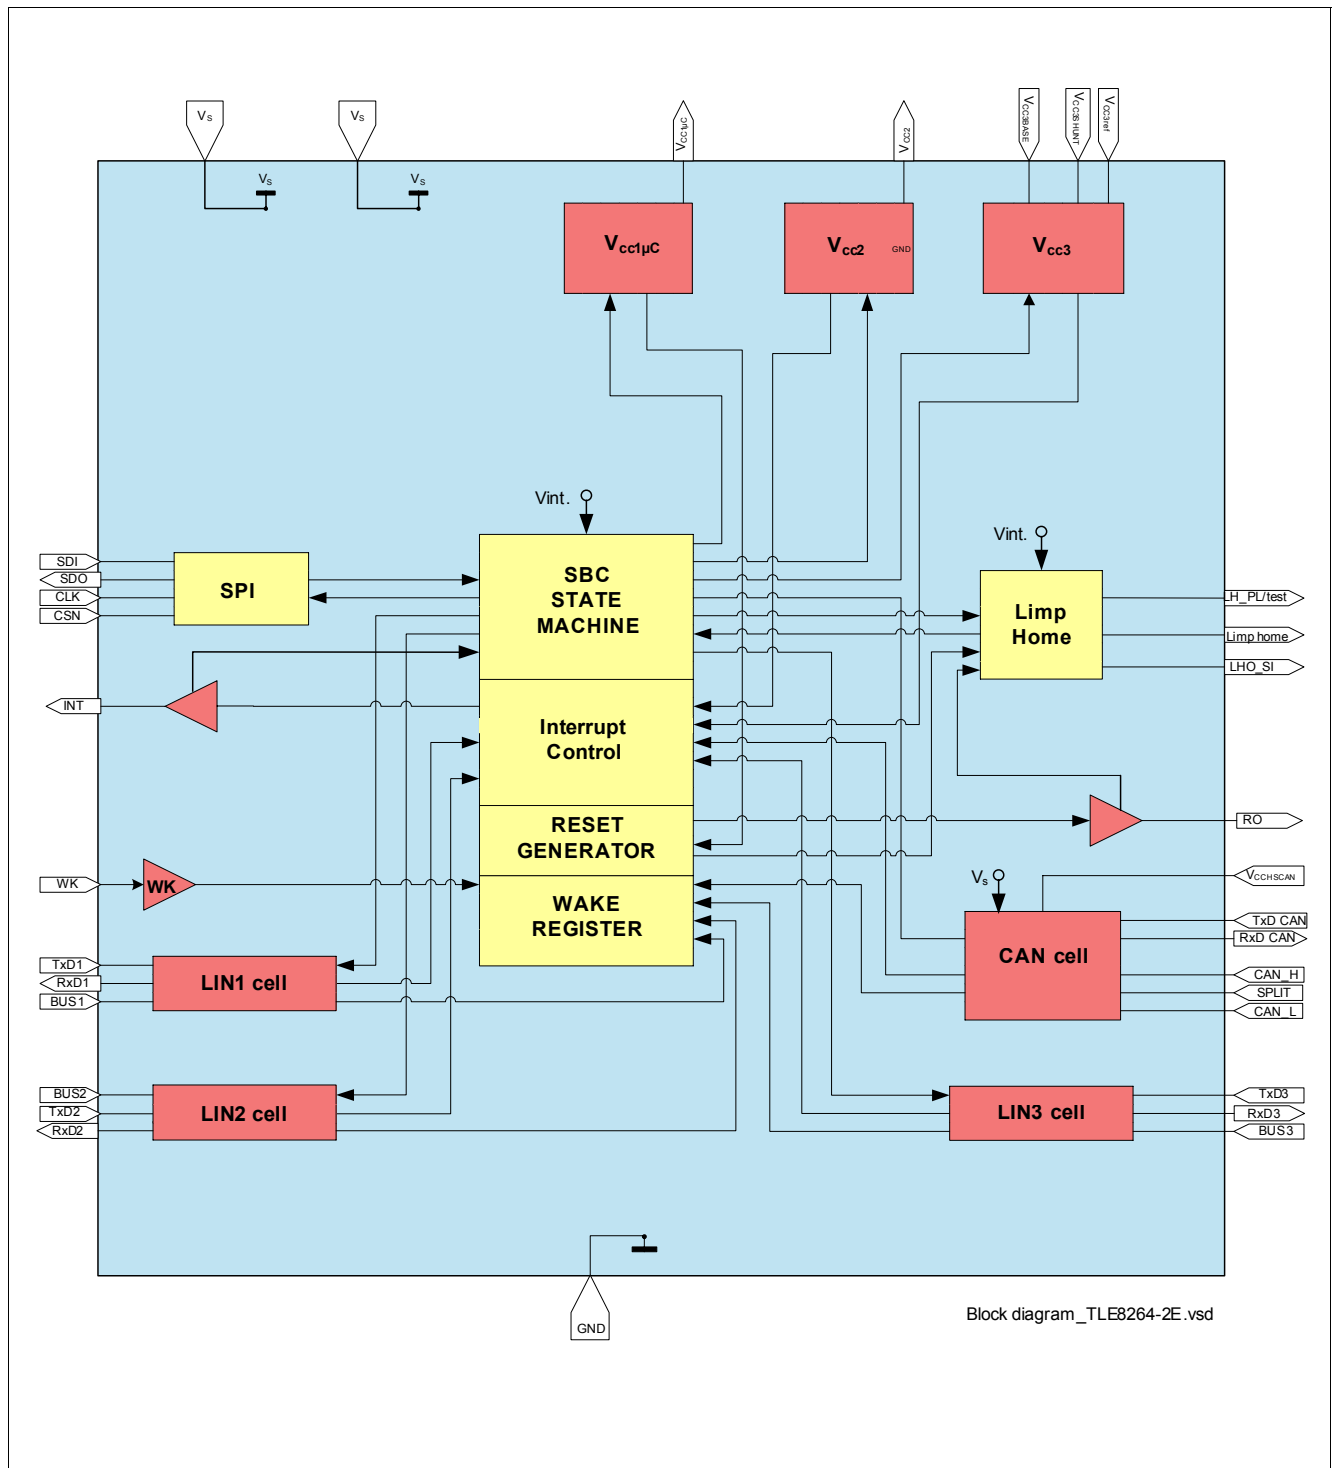 VS
VS
VCC1µC
VCC2
VCC3BASE
VCC3SHUNT
VCC3ref
VS
VS
Vcc1µC
Vcc2
GND
Vcc3
Vint.
Vint.
SDI
SDO
CLK
CSN
SPI
SBC
STATE
MACHINE
Limp
Home
LH_PL/test
Limp home
LHO_SI
INT
Interrupt
Control
RESET
GENERATOR
RO
WK
WK
WAKE
REGISTER
Vs
VCCHSCAN
TxD CAN
RxD CAN
CAN cell
CAN_H
SPLIT
CAN_L
TxD1
RxD1
BUS1
LIN1 cell
BUS2
TxD2
RxD2
LIN2 cell
LIN3 cell
TxD3
RxD3
BUS3
GND
Block diagram_TLE8264-2E.vsd